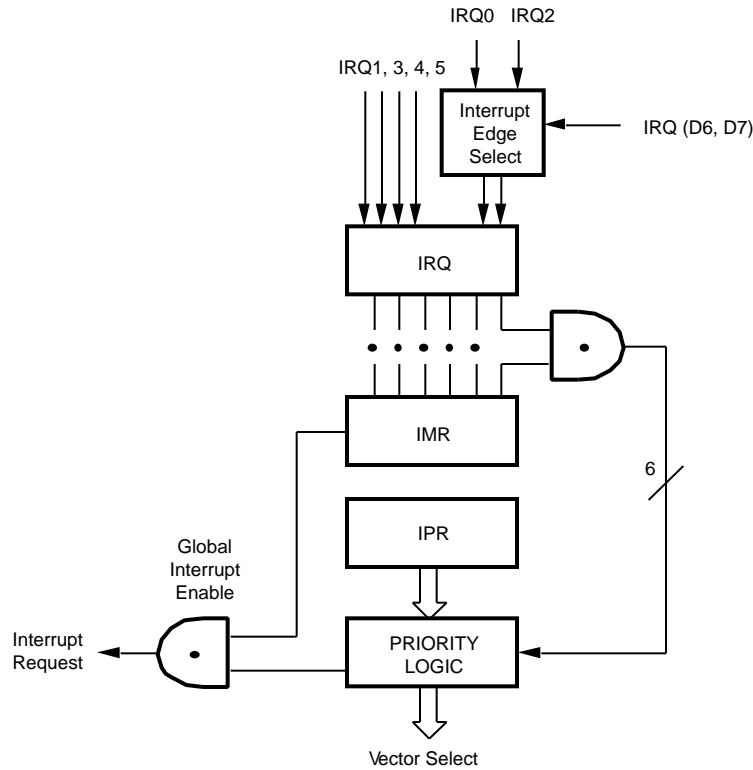 IRQ0 IRQ2
IRQ1, 3, 4, 5
Interrupt
Edge
Select
IRQ (D6, D7)
IRQ
IMR
6
IPR
Global
Interrupt
Enable
Interrupt
Request
PRIORITY
LOGIC
Vector Select